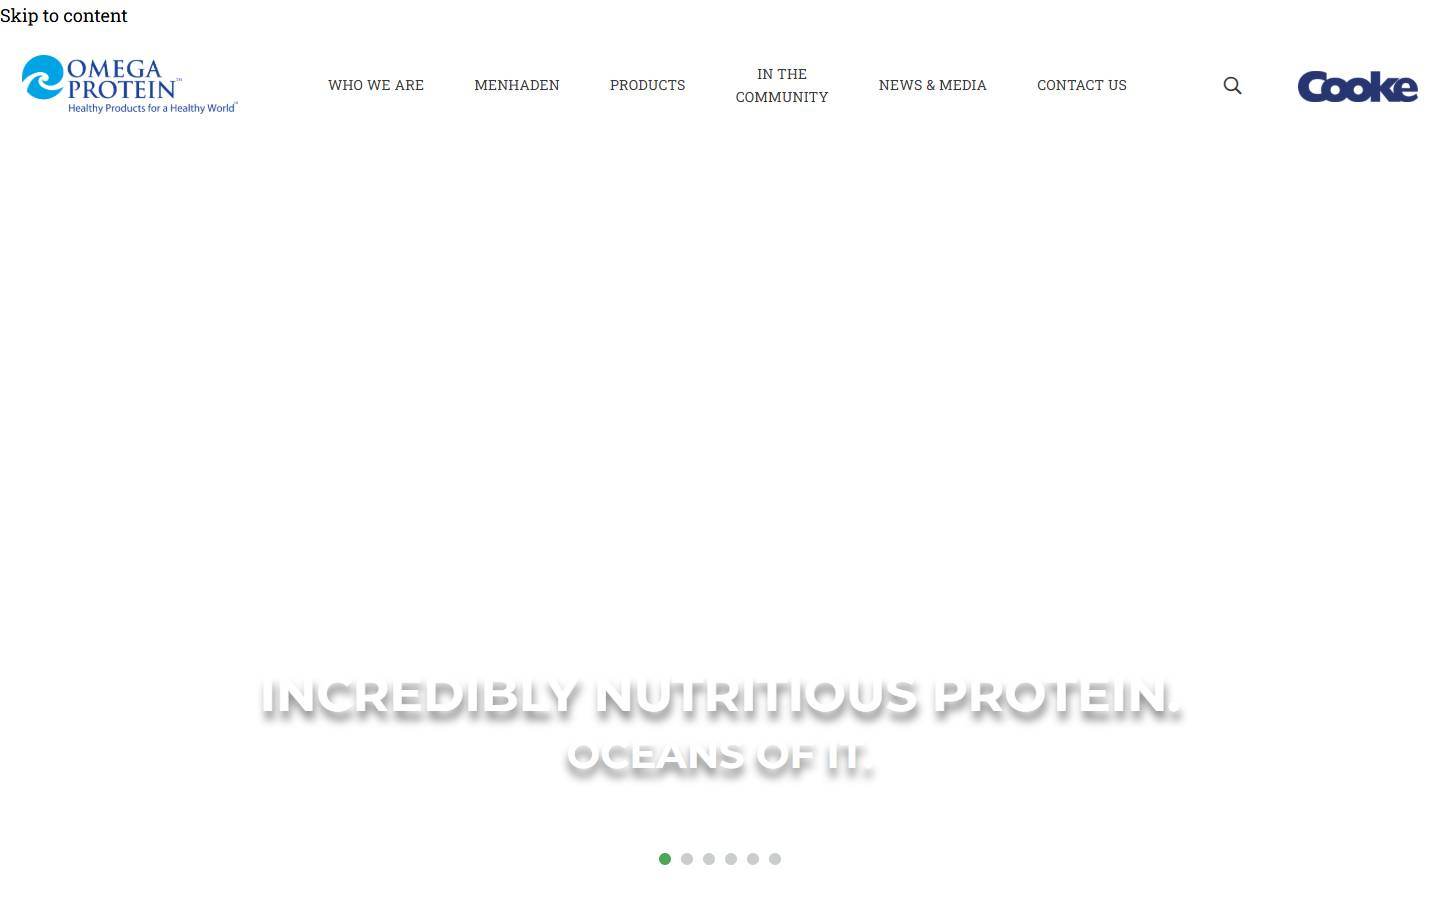 Skip to content
OMEGA
PROTEIN™
Healthy Products for a Healthy World™
WHO WE ARE
MENHADEN
PRODUCTS
IN THE
COMMUNITY
NEWS & MEDIA
CONTACT US
Cooke
INCREDIBLY NUTRITIOUS PROTEIN.
OCEANS OF IT.